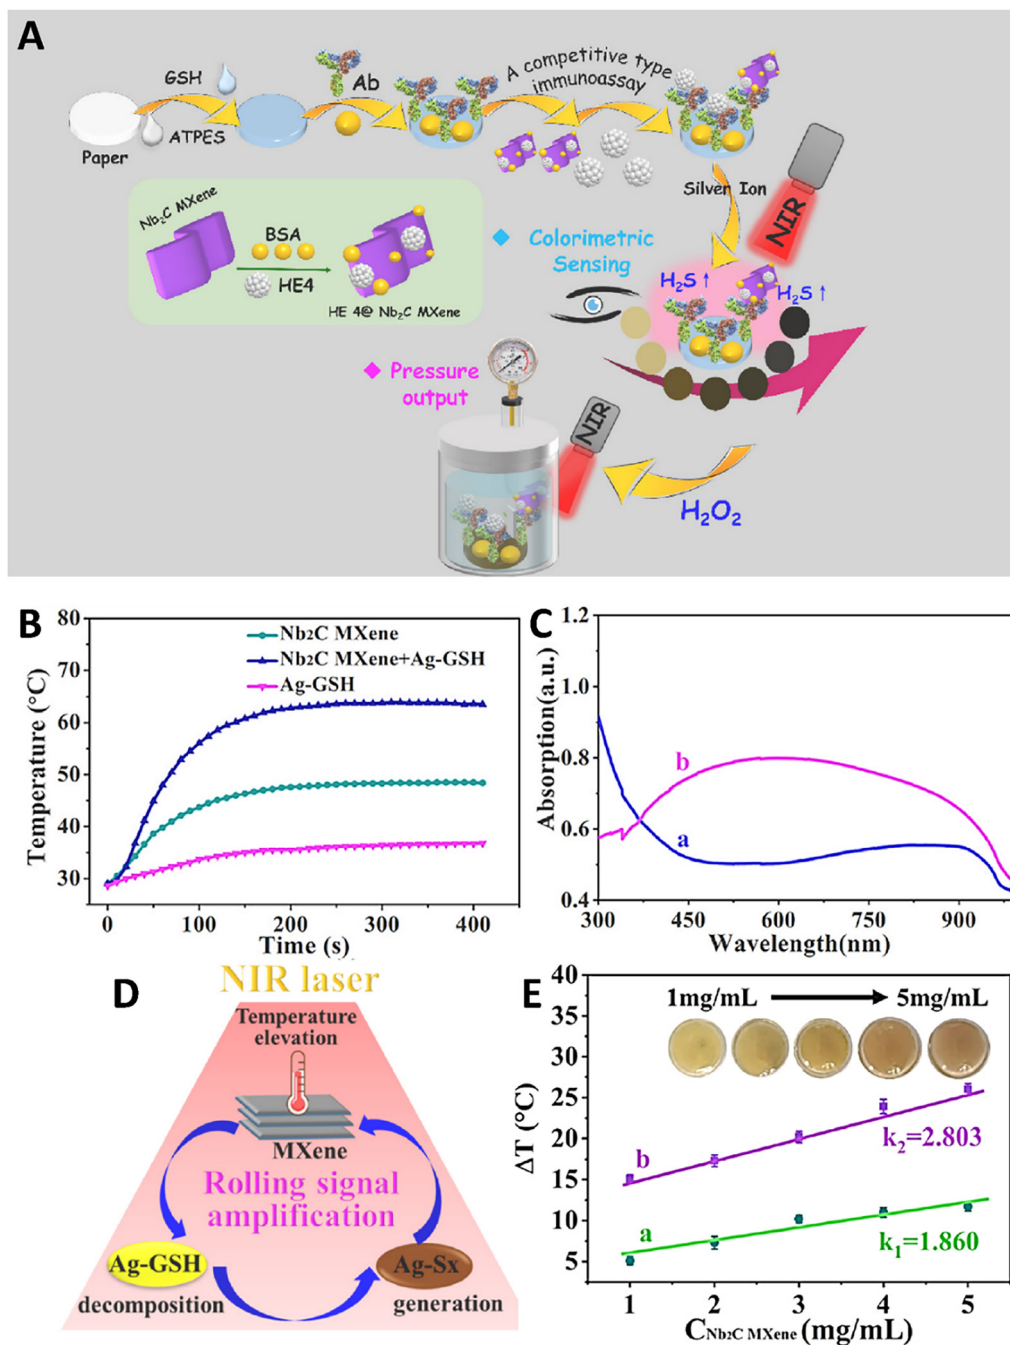 A
GSH
ATPES
Paper
Ab
A competitive type
immunoassay
Silver Ion
NIR
Nb₂C MXene
BSA
HE4
HE 4@ Nb₂C MXene
Colorimetric
Sensing
H₂S ↑
H₂S ↑
Pressure
output
NIR
H₂O₂
B
80
70
60
50
40
30
Temperature (°C)
Nb₂C MXene
Nb₂C MXene+Ag-GSH
Ag-GSH
0 100 200 300 400
Time (s)
C
1.2
1.0
0.8
0.6
0.4
Absorption(a.u.)
b
a
300 450 600 750 900
Wavelength(nm)
D
NIR laser
Temperature
elevation
MXene
Rolling signal
amplification
Ag-GSH
decomposition
Ag-Sx
generation
E
40
35
30
25
20
15
10
5
ΔT (°C)
1mg/mL
5mg/mL
b
k₂=2.803
a
k₁=1.860
1 2 3 4 5
C Nb₂C MXene (mg/mL)